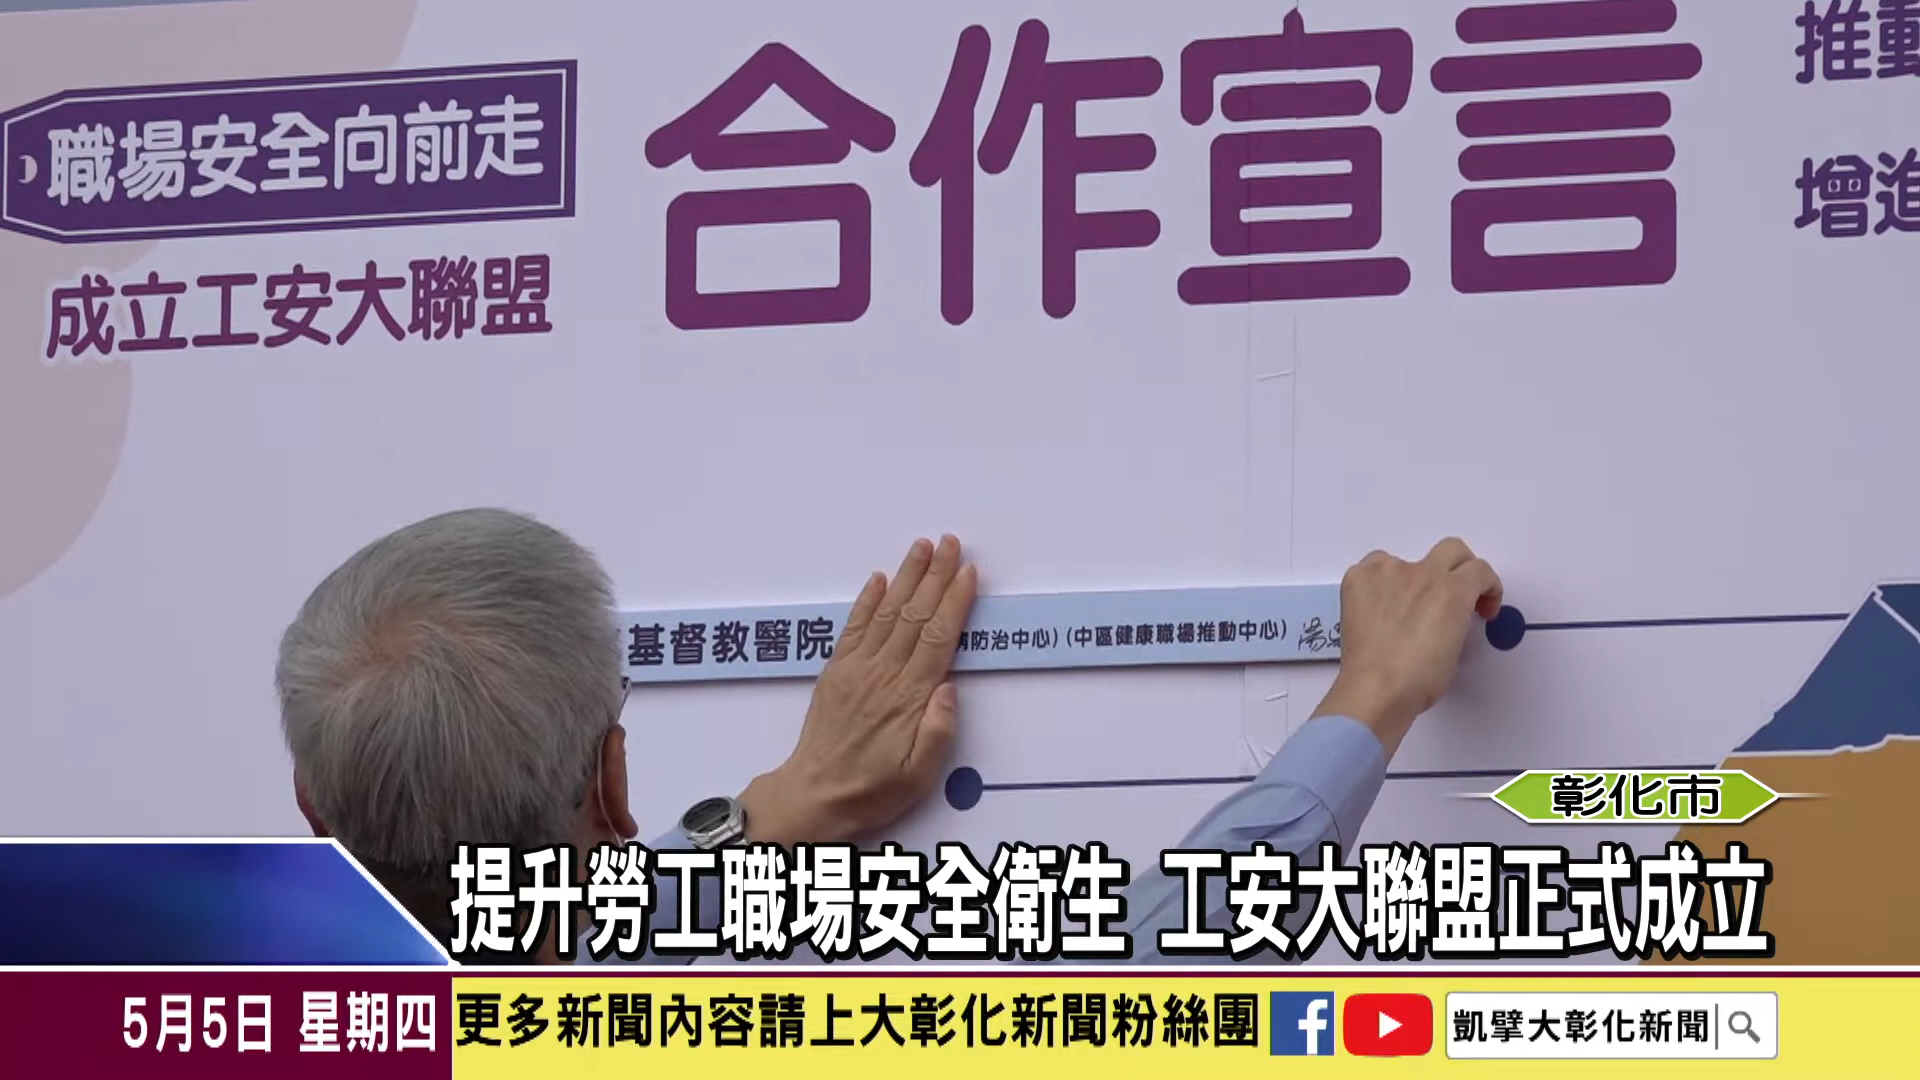 職場安全向前走
成立工安大聯盟
合作宣言
推動
增進
基督教醫院
病防治中心)(中區健康職場推動中心)
彰化市
提升勞工職場安全衛生 工安大聯盟正式成立
5月5日 星期四
更多新聞內容請上大彰化新聞粉絲團
凱擘大彰化新聞